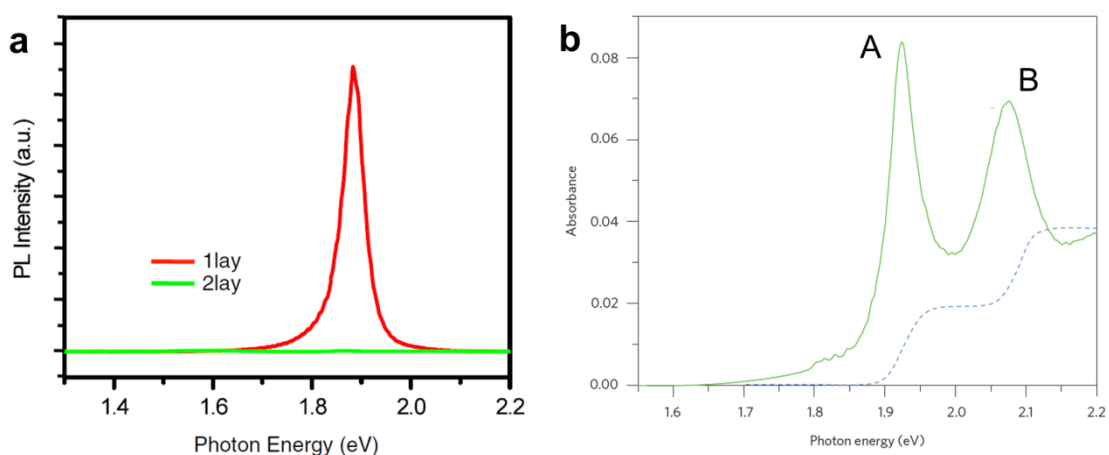 a
PL Intensity (a.u.)
1lay
2lay
1.4 1.6 1.8 2.0 2.2
Photon Energy (eV)
b
A
B
Absorbance
0.08
0.06
0.04
0.02
0.00
1.6 1.7 1.8 1.9 2.0 2.1 2.2
Photon energy (eV)